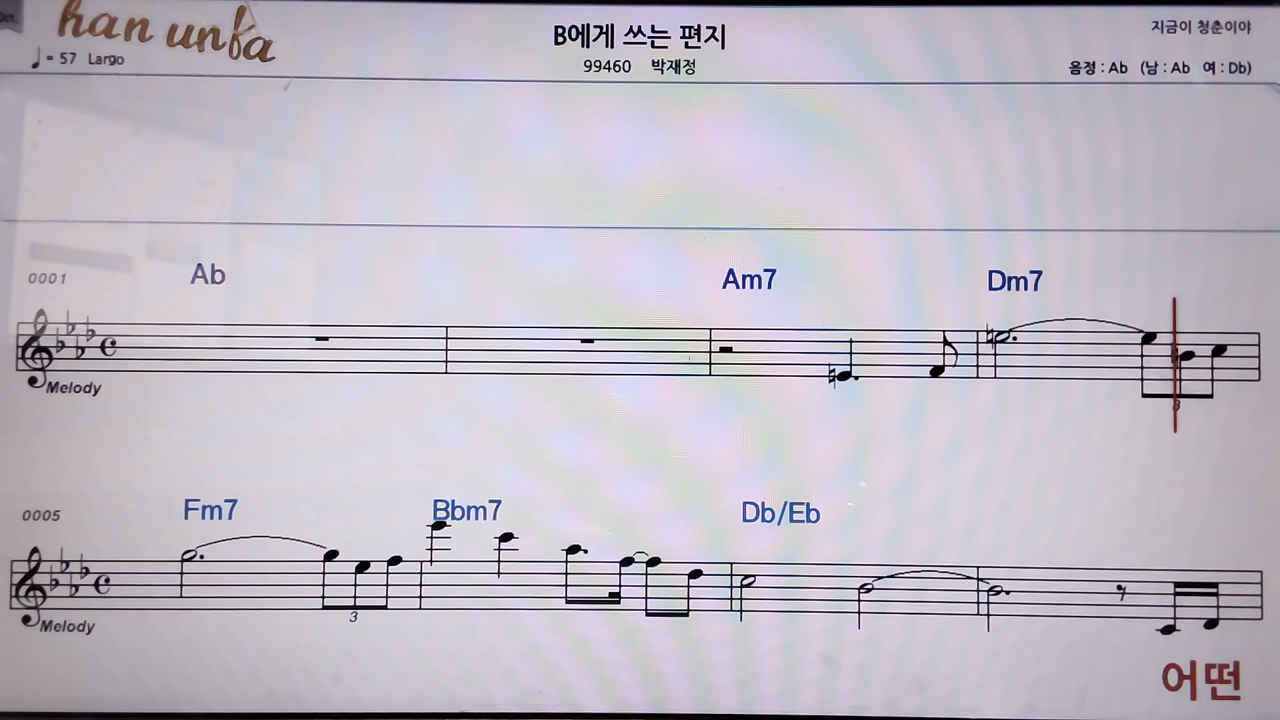 han unfa
♩= 57 Largo
B에게 쓰는 편지
99460 박재정
지금이 청춘이야
음정 : Ab (남 : Ab 여 : Db)
0001
Ab
Am7
Dm7
Melody
3
0005
Fm7
Bbm7
Db/Eb
Melody
3
어떤